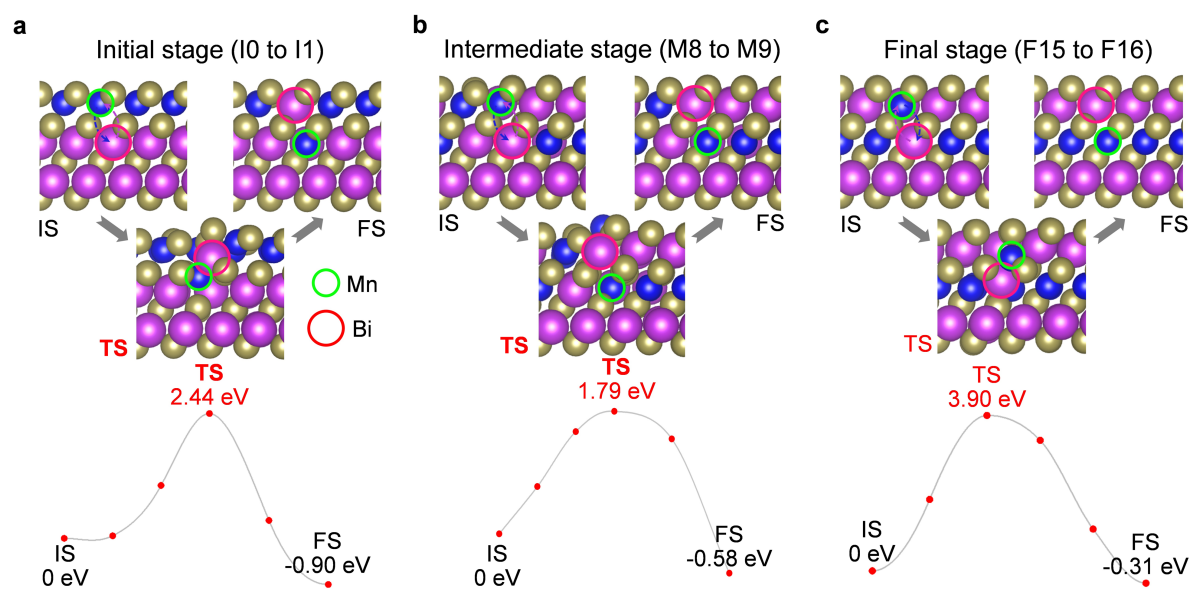 a
Initial stage (I0 to I1)
IS
FS
Mn
Bi
TS
TS
2.44 eV
IS
0 eV
FS
-0.90 eV
b
Intermediate stage (M8 to M9)
IS
FS
TS
TS
1.79 eV
IS
0 eV
FS
-0.58 eV
c
Final stage (F15 to F16)
IS
FS
TS
TS
3.90 eV
IS
0 eV
FS
-0.31 eV